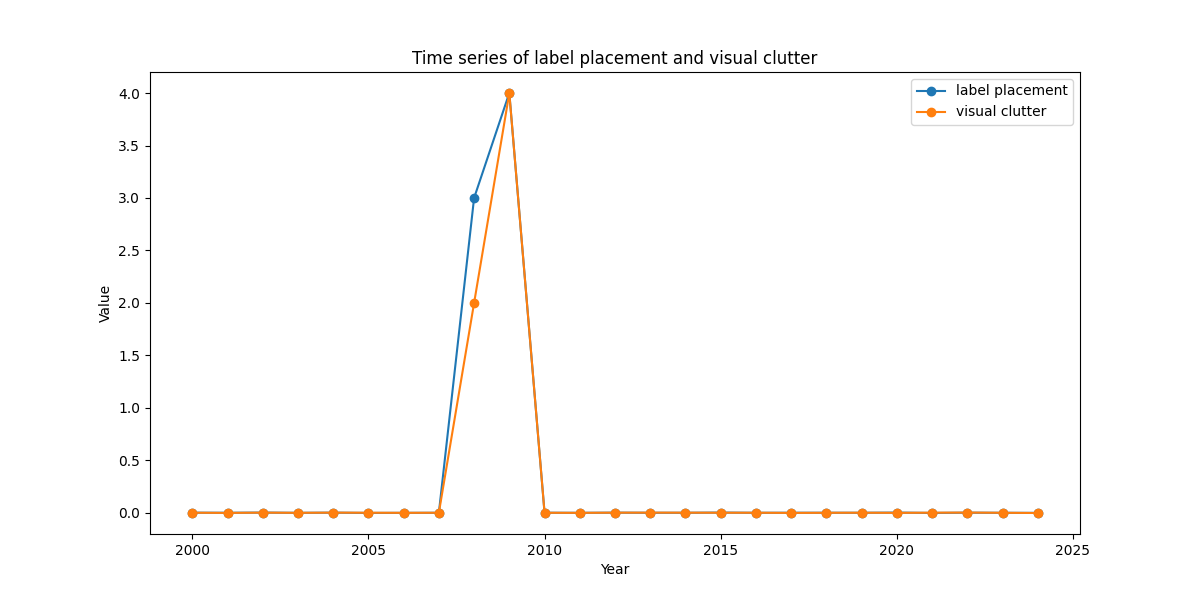 Time series of label placement and visual clutter
label placement
visual clutter
4.0
3.5
3.0
2.5
2.0
1.5
1.0
0.5
0.0
Value
2000 2005 2010 2015 2020 2025
Year